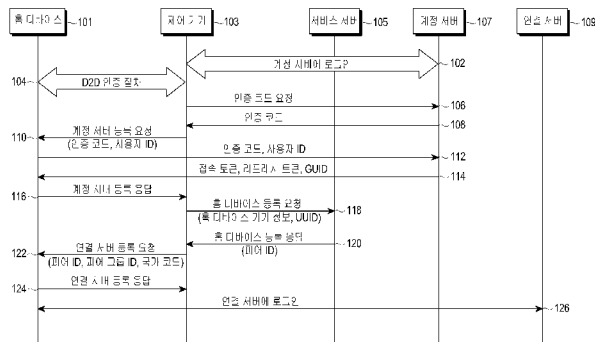 홈 디바이스
101
제어 기기
103
서비스 서버
105
계정 서버
107
연결 서버
109
계정 서버에 로그인
102
104
D2D 인증 절차
인증 코드 요청
106
인증 코드
108
110
계정 서버 등록 요청
(인증 코드, 사용자 ID)
인증 코드, 사용자 ID
112
접속 토큰, 리프레시 토큰, GUID
114
116
계정 서버 등록 응답
홈 디바이스 등록 요청
(홈 디바이스 기기 정보, UUID)
118
홈 디바이스 등록 응답
(피어 ID)
120
122
연결 서버 등록 요청
(피어 ID, 피어 그룹 ID, 국가 코드)
124
연결 서버 등록 응답
연결 서버에 로그인
126